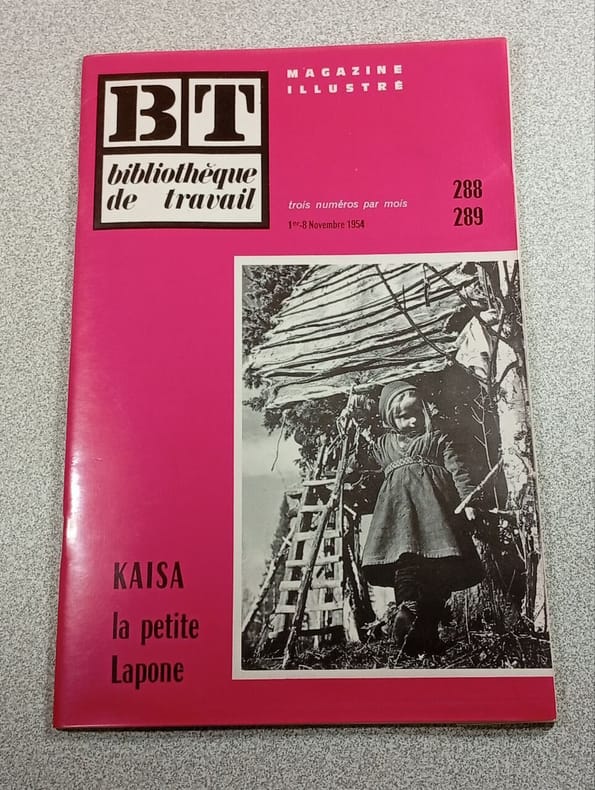 BT
bibliothèque
de travail
MAGAZINE
ILLUSTRÉ
trois numéros par mois
1er-8 Novembre 1954
288
289
KAISA
la petite
Lapone